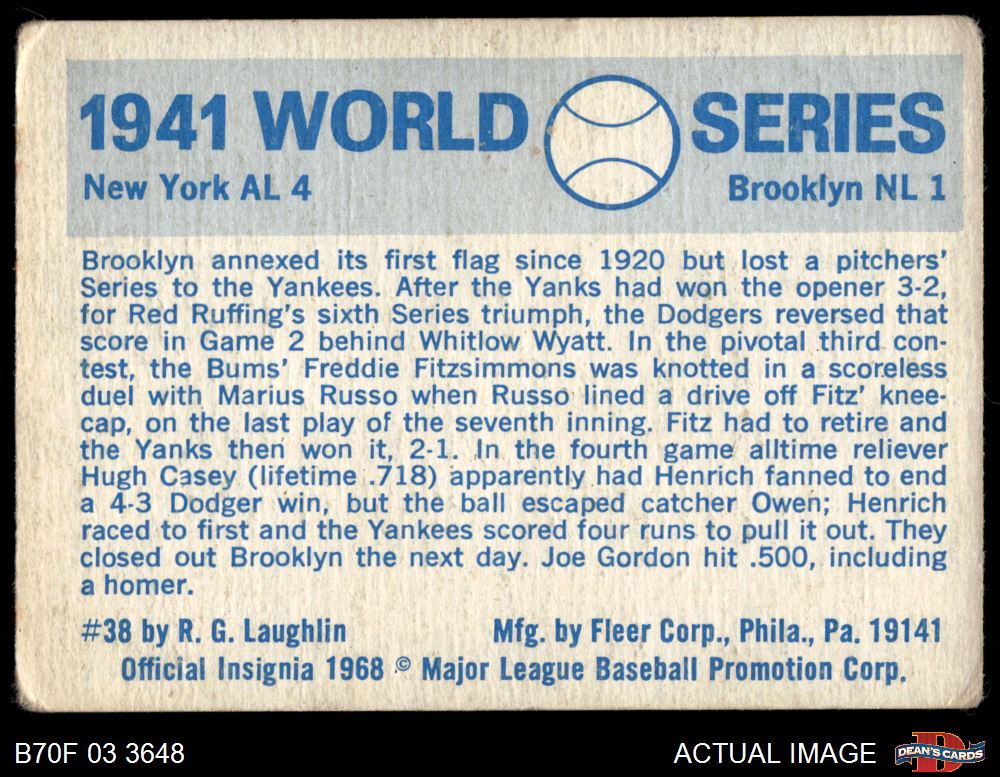 1941 WORLD SERIES
New York AL 4 Brooklyn NL 1
Brooklyn annexed its first flag since 1920 but lost a pitchers'
Series to the Yankees. After the Yanks had won the opener 3-2,
for Red Ruffing's sixth Series triumph, the Dodgers reversed that
score in Game 2 behind Whitlow Wyatt. In the pivotal third con-
test, the Bums' Freddie Fitzsimmons was knotted in a scoreless
duel with Marius Russo when Russo lined a drive off Fitz' knee-
cap, on the last play of the seventh inning. Fitz had to retire and
the Yanks then won it, 2-1. In the fourth game alltime reliever
Hugh Casey (lifetime .718) apparently had Henrich fanned to end
a 4-3 Dodger win, but the ball escaped catcher Owen; Henrich
raced to first and the Yankees scored four runs to pull it out. They
closed out Brooklyn the next day. Joe Gordon hit .500, including
a homer.
#38 by R. G. Laughlin Mfg. by Fleer Corp., Phila., Pa. 19141
Official Insignia 1968 © Major League Baseball Promotion Corp.
B70F 03 3648 ACTUAL IMAGE D DEAN'S CARDS